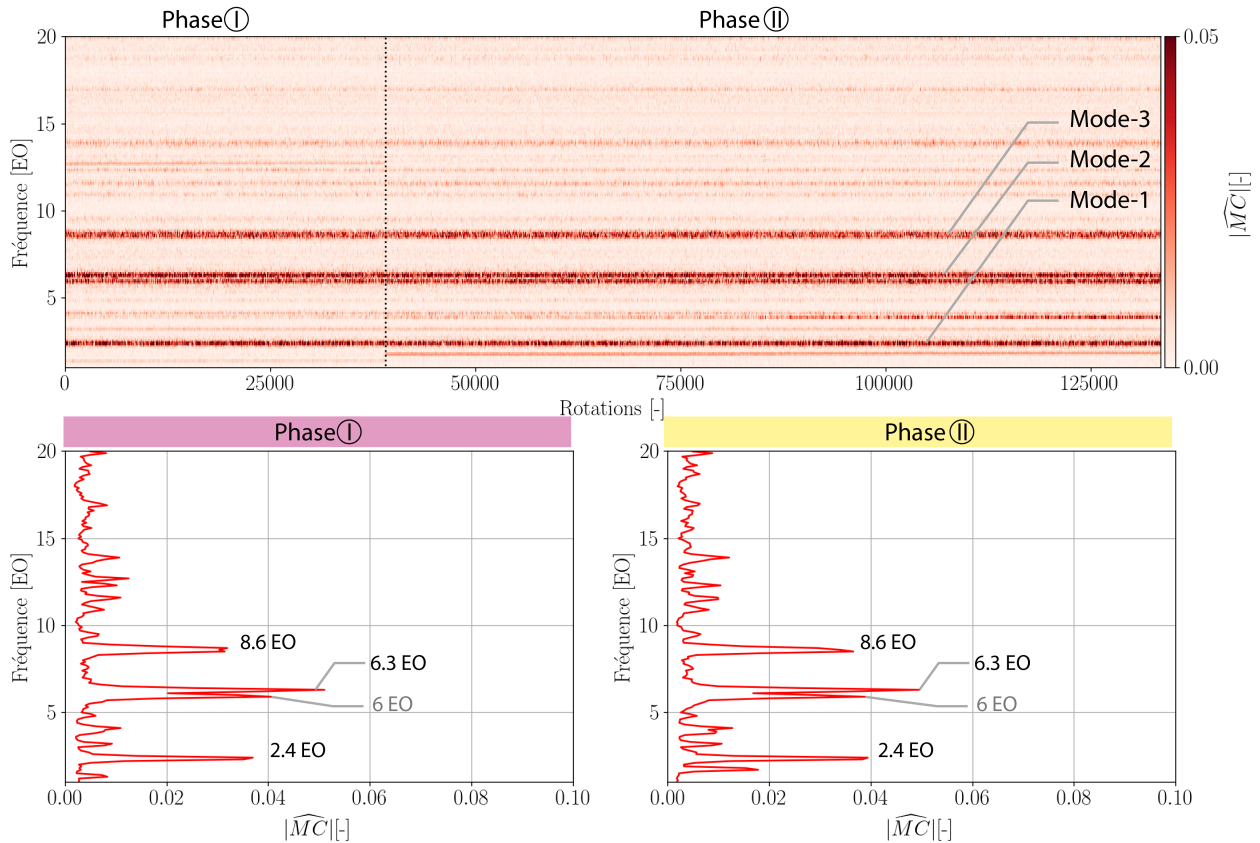 Phase Ⅰ
Phase Ⅱ
20
15
10
5
Fréquence [EO]
Mode-3
Mode-2
Mode-1
0.05
0.00
|M̂C|[-]
0
25000
50000
75000
100000
125000
Rotations [-]
Phase Ⅰ
20
15
10
5
Fréquence [EO]
8.6 EO
6.3 EO
6 EO
2.4 EO
0.00
0.02
0.04
0.06
0.08
0.10
|M̂C|[-]
Phase Ⅱ
20
15
10
5
Fréquence [EO]
8.6 EO
6.3 EO
6 EO
2.4 EO
0.00
0.02
0.04
0.06
0.08
0.10
|M̂C|[-]